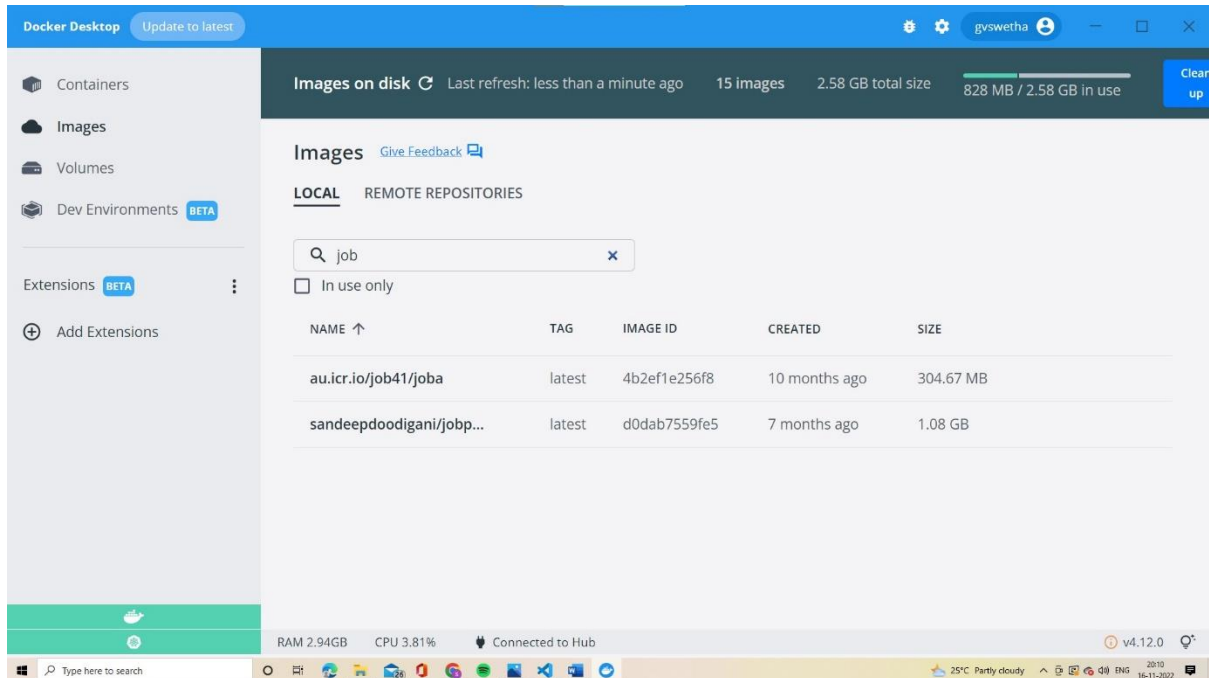 Docker Desktop Update to latest gvswetha
Containers
Images
Volumes
Dev Environments BETA
Extensions BETA
Add Extensions
Images on disk Last refresh: less than a minute ago 15 images 2.58 GB total size 828 MB / 2.58 GB in use
Clean
up
Images Give Feedback
LOCAL REMOTE REPOSITORIES
job
In use only
NAME TAG IMAGE ID CREATED SIZE
au.icr.io/job41/joba latest 4b2ef1e256f8 10 months ago 304.67 MB
sandeepdoodigani/jobp... latest d0dab7559fe5 7 months ago 1.08 GB
RAM 2.94GB CPU 3.81% Connected to Hub v4.12.0
Type here to search 26 25°C Partly cloudy ENG 20:10
16-11-2022